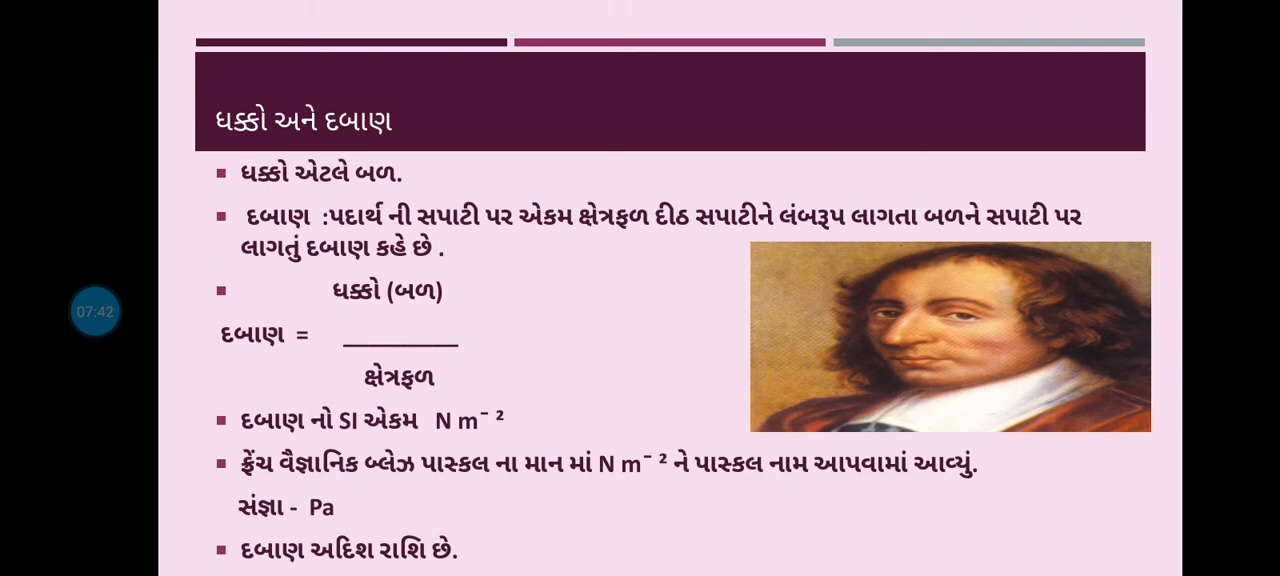 ધક્કો અને દબાણ
ધક્કો એટલે બળ.
દબાણ :પદાર્થ ની સપાટી પર એકમ ક્ષેત્રફળ દીઠ સપાટીને લંબરૂપ લાગતા બળને સપાટી પર
લાગતું દબાણ કહે છે .
ધક્કો (બળ)
દબાણ = __________
ક્ષેત્રફળ
07:42
દબાણ નો SI એકમ N m⁻ ²
ફ્રેંચ વૈજ્ઞાનિક બ્લેઝ પાસ્કલ ના માન માં N m⁻ ² ને પાસ્કલ નામ આપવામાં આવ્યું.
સંજ્ઞા - Pa
દબાણ અદિશ રાશિ છે.